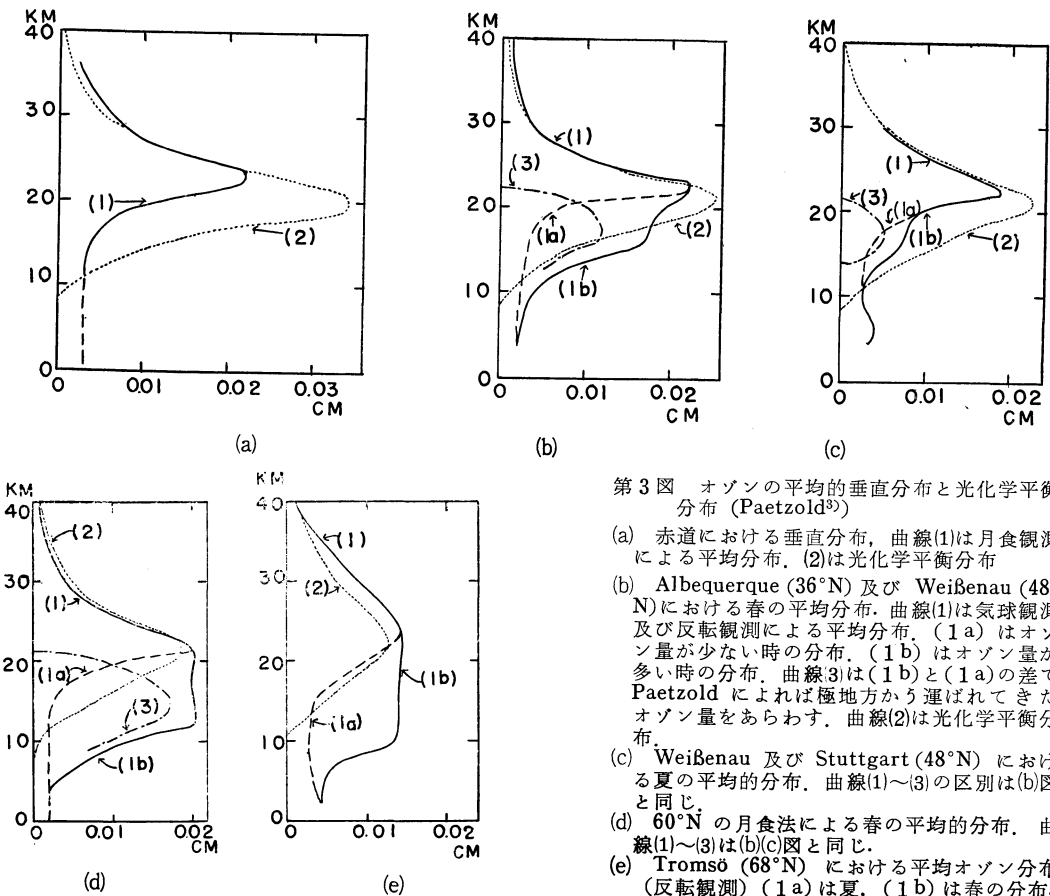 KM
40
30
20
10
0
0
0.01
0.02
0.03
CM
(1)
(2)
(a)
KM
40
30
20
10
0
0
0.01
0.02
CM
(1)
(3)
(1a)
(2)
(1b)
(b)
KM
40
30
20
10
0
0
0.01
0.02
CM
(1)
(3)
(1a)
(1b)
(2)
(c)
KM
40
30
20
10
0
0
0.01
0.02
CM
(2)
(1)
(1a)
(3)
(1b)
(d)
KM
40
30
20
10
0
0
0.01
0.02
CM
(1)
(2)
(1b)
(1a)
(e)
第3図 オゾンの平均的垂直分布と光化学平衡
分布 (Paetzold³⁾)
(a) 赤道における垂直分布,曲線(1)は月食観測
による平均分布.(2)は光化学平衡分布
(b) Albequerque (36°N) 及び Weißenau (48°
N)における春の平均分布.曲線(1)は気球観測
及び反転観測による平均分布.(1a) はオゾ
ン量が少ない時の分布.(1b) はオゾン量が
多い時の分布.曲線(3)は(1b)と(1a)の差で
Paetzold によれば極地方かう運ばれてきた
オゾン量をあらわす.曲線(2)は光化学平衡分
布.
(c) Weißenau 及び Stuttgart (48°N) におけ
る夏の平均的分布.曲線(1)~(3)の区別は(b)図
と同じ.
(d) 60°N の月食法による春の平均的分布.曲
線(1)~(3)は(b)(c)図と同じ.
(e) Tromsö (68°N) における平均オゾン分布
(反転観測)(1a)は夏,(1b)は春の分布.